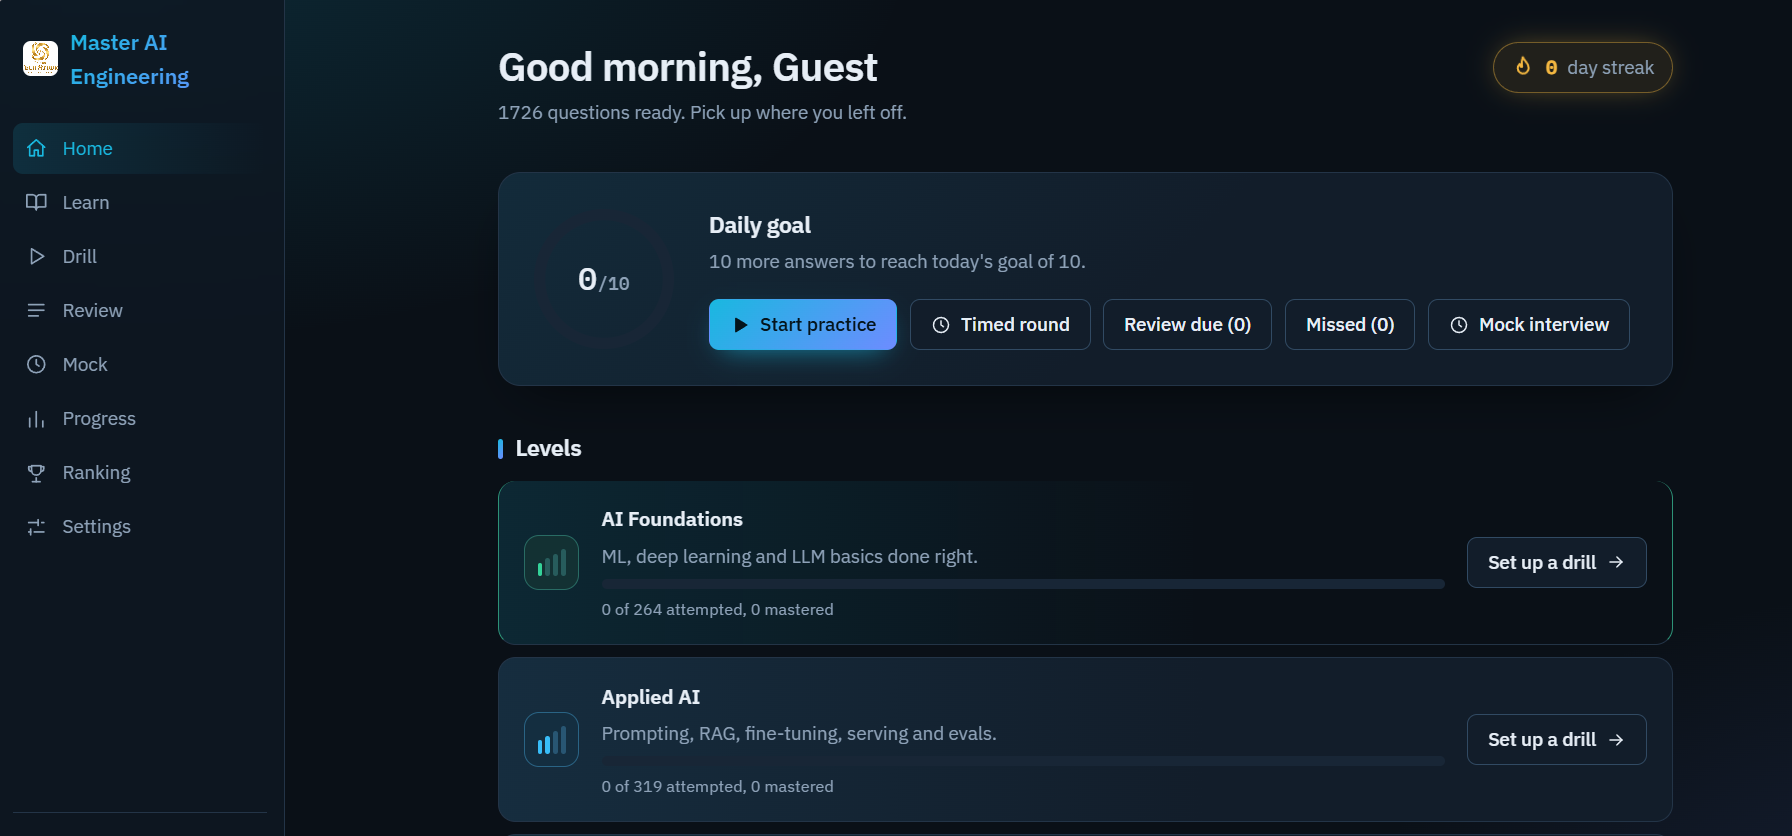 Master AI
Engineering
Home
Learn
Drill
Review
Mock
Progress
Ranking
Settings
Good morning, Guest
1726 questions ready. Pick up where you left off.
0 day streak
0/10
Daily goal
10 more answers to reach today's goal of 10.
Start practice
Timed round
Review due (0)
Missed (0)
Mock interview
Levels
AI Foundations
ML, deep learning and LLM basics done right.
0 of 264 attempted, 0 mastered
Set up a drill →
Applied AI
Prompting, RAG, fine-tuning, serving and evals.
0 of 319 attempted, 0 mastered
Set up a drill →